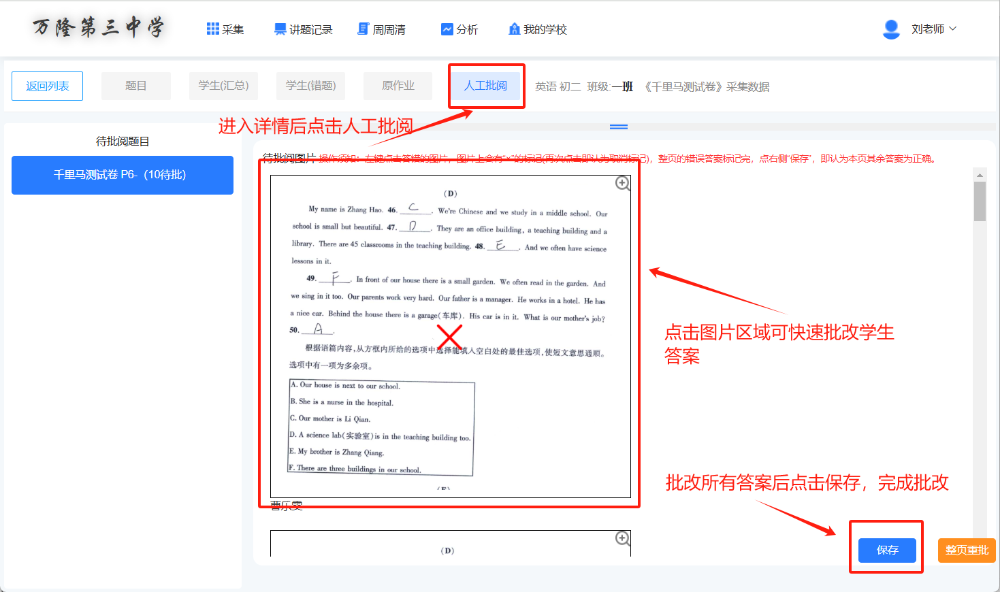 万隆第三中学
采集 讲题记录 周周清 分析 我的学校 刘老师
返回列表 题目 学生(汇总) 学生(错题) 原作业 人工批阅 英语 初二 班级:一班 《千里马测试卷》采集数据
进入详情后点击人工批阅
待批阅题目
千里马测试卷 P6-（10待批）
待批阅图片 操作须知：左键点击答错的图片，图片上会有“×”的标记(再次点击即认为取消标记)，整页的错误答案标记完，点右侧“保存”，即认为本页其余答案为正确。
(D)
My name is Zhang Hao. 46. C. We're Chinese and we study in a middle school. Our
school is small but beautiful. 47. D. They are an office building, a teaching building and a
library. There are 45 classrooms in the teaching building. 48. E. And we often have science
lessons in it.
49. F. In front of our house there is a small garden. We often read in the garden. And
we sing in it too. Our parents work very hard. Our father is a manager. He works in a hotel. He has
a nice car. Behind the house there is a garage(车库). His car is in it. What is our mother's job?
50. A.
根据语篇内容,从方框内所给的选项中选择能填入空白处的最佳选项,使短文意思通顺。
选项中有一项为多余项。
A. Our house is next to our school.
B. She is a nurse in the hospital.
C. Our mother is Li Qian.
D. A science lab(实验室)is in the teaching building too.
E. My brother is Zhang Qiang.
F. There are three buildings in our school.
(E)
曹乐雯
点击图片区域可快速批改学生
答案
批改所有答案后点击保存，完成批改
(D)
保存 整页重批